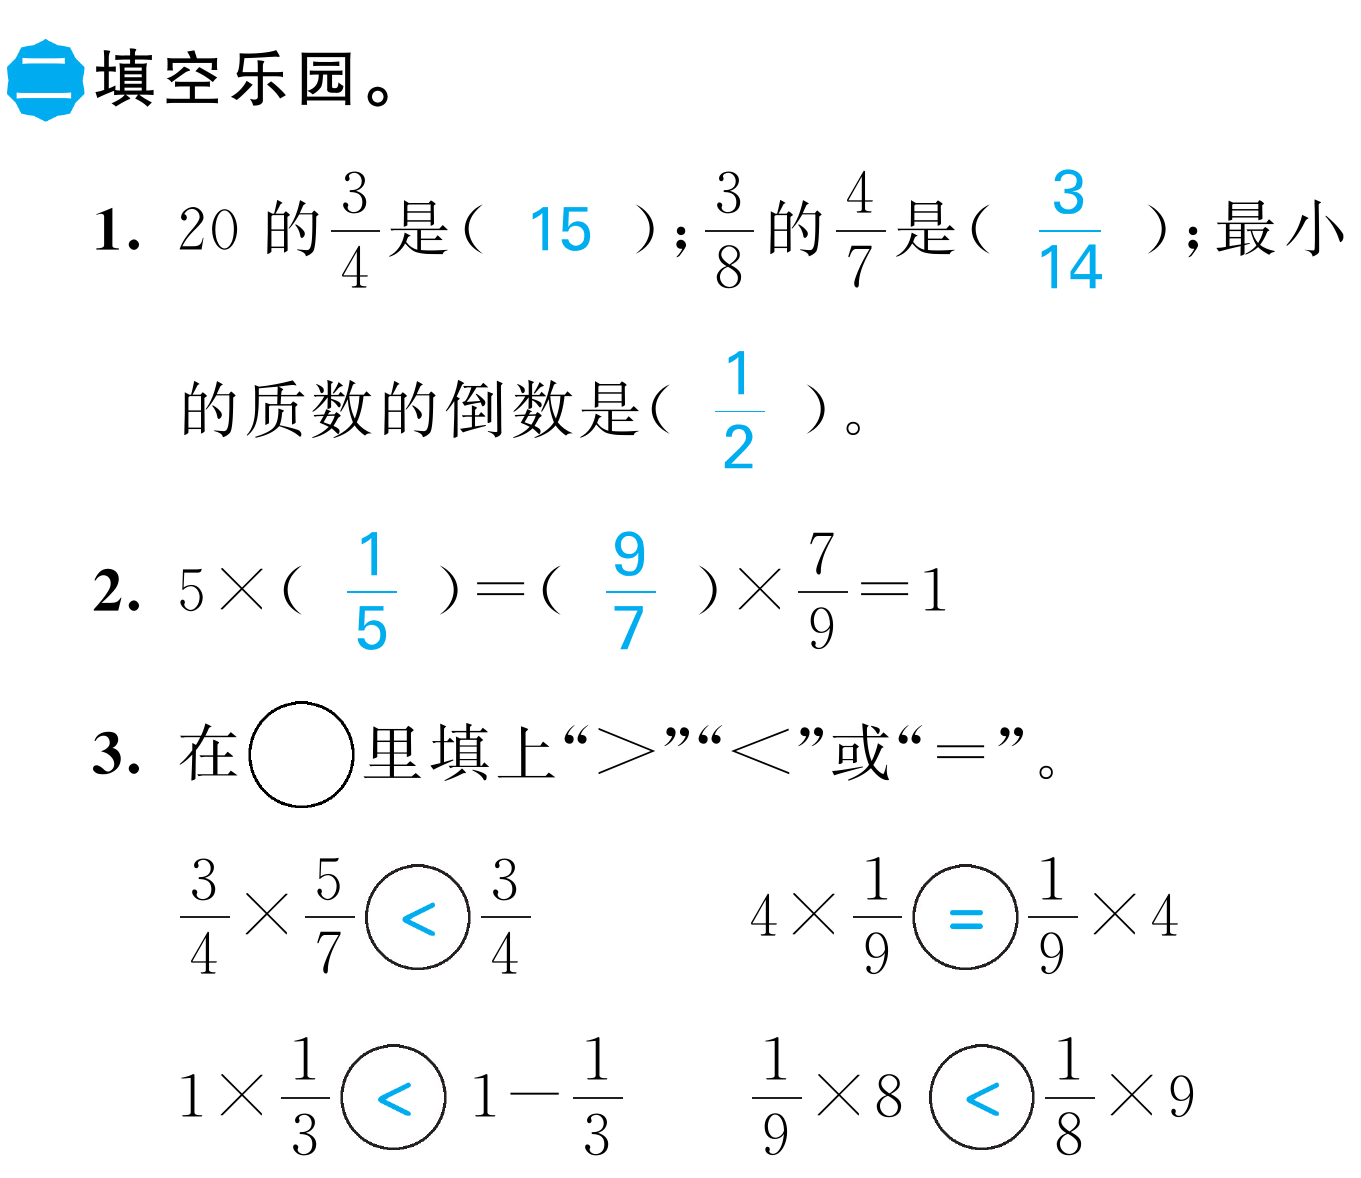 二 填空乐园。
1. 20 的 3/4 是( 15 );3/8 的 4/7 是( 3/14 );最小
的质数的倒数是( 1/2 )。
2. 5×( 1/5 )=( 9/7 )×7/9=1
3. 在○里填上“>”“<”或“=”。
3/4×5/7 < 3/4 4×1/9 = 1/9×4
1×1/3 < 1-1/3 1/9×8 < 1/8×9